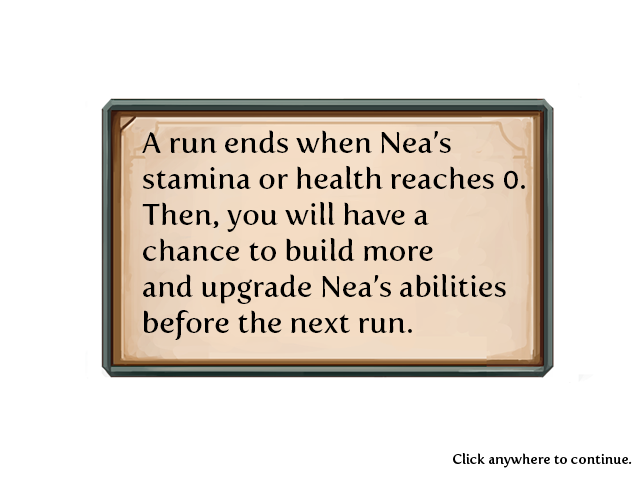 A run ends when Nea's
stamina or health reaches 0.
Then, you will have a
chance to build more
and upgrade Nea's abilities
before the next run.
Click anywhere to continue.